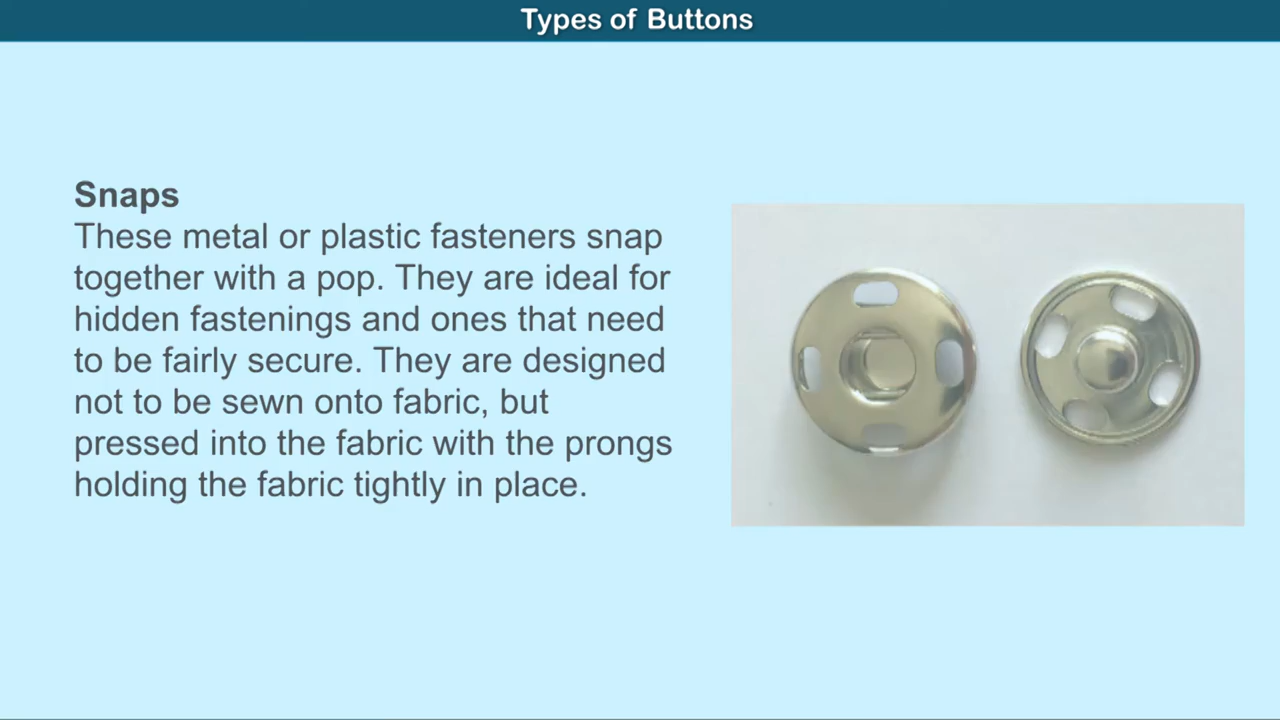 Types of Buttons
Snaps
These metal or plastic fasteners snap
together with a pop. They are ideal for
hidden fastenings and ones that need
to be fairly secure. They are designed
not to be sewn onto fabric, but
pressed into the fabric with the prongs
holding the fabric tightly in place.